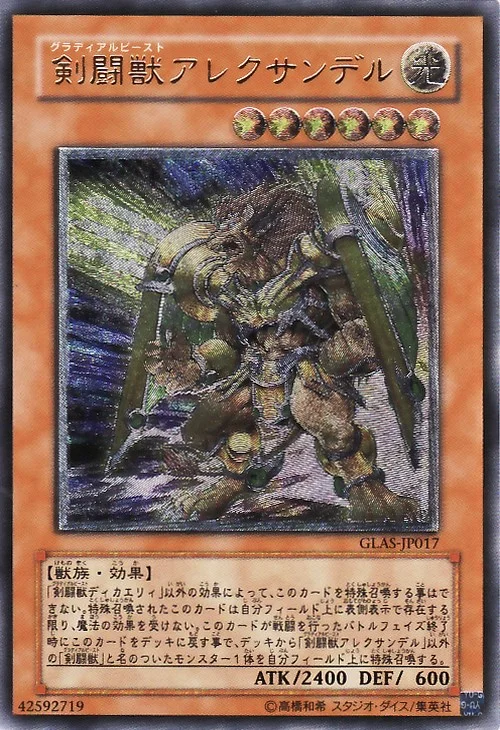 グラディアルビースト
剣闘獣アレクサンデル
光
GLAS-JP017
【獣族・効果】
「剣闘獣ディカエリィ」以外の効果によって、このカードを特殊召喚する事はで
きない。特殊召喚されたこのカードは自分フィールド上に表側表示で存在する
限り、魔法の効果を受けない。このカードが戦闘を行ったバトルフェイズ終了
時にこのカードをデッキに戻す事で、デッキから「剣闘獣アレクサンデル」以外
の「剣闘獣」と名のついたモンスター1体を自分フィールド上に特殊召喚する。
ATK/2400 DEF/ 600
42592719
©高橋和希 スタジオ・ダイス/集英社